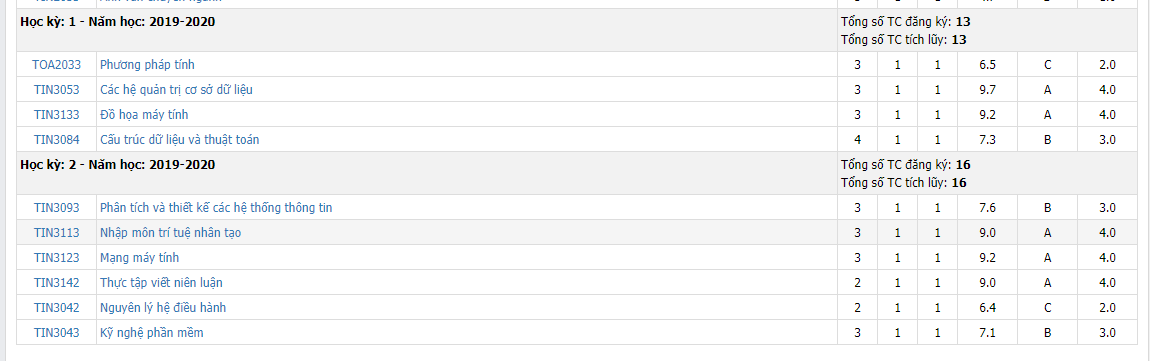 Học kỳ: 1 - Năm học: 2019-2020 Tổng số TC đăng ký: 13
Tổng số TC tích lũy: 13
TOA2033 Phương pháp tính 3 1 1 6.5 C 2.0
TIN3053 Các hệ quản trị cơ sở dữ liệu 3 1 1 9.7 A 4.0
TIN3133 Đồ họa máy tính 3 1 1 9.2 A 4.0
TIN3084 Cấu trúc dữ liệu và thuật toán 4 1 1 7.3 B 3.0
Học kỳ: 2 - Năm học: 2019-2020 Tổng số TC đăng ký: 16
Tổng số TC tích lũy: 16
TIN3093 Phân tích và thiết kế các hệ thống thông tin 3 1 1 7.6 B 3.0
TIN3113 Nhập môn trí tuệ nhân tạo 3 1 1 9.0 A 4.0
TIN3123 Mạng máy tính 3 1 1 9.2 A 4.0
TIN3142 Thực tập viết niên luận 2 1 1 9.0 A 4.0
TIN3042 Nguyên lý hệ điều hành 2 1 1 6.4 C 2.0
TIN3043 Kỹ nghệ phần mềm 3 1 1 7.1 B 3.0